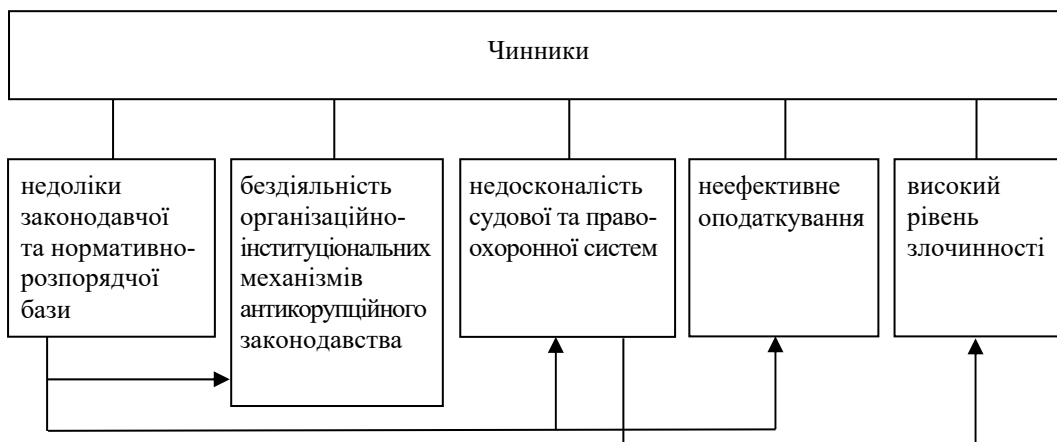 Чинники
недоліки
законодавчої
та нормативно-
розпорядчої
бази
бездіяльність
організаційно-
інституціональних
механізмів
антикорупційного
законодавства
недосконалість
судової та право-
охоронної систем
неефективне
оподаткування
високий
рівень
злочинності